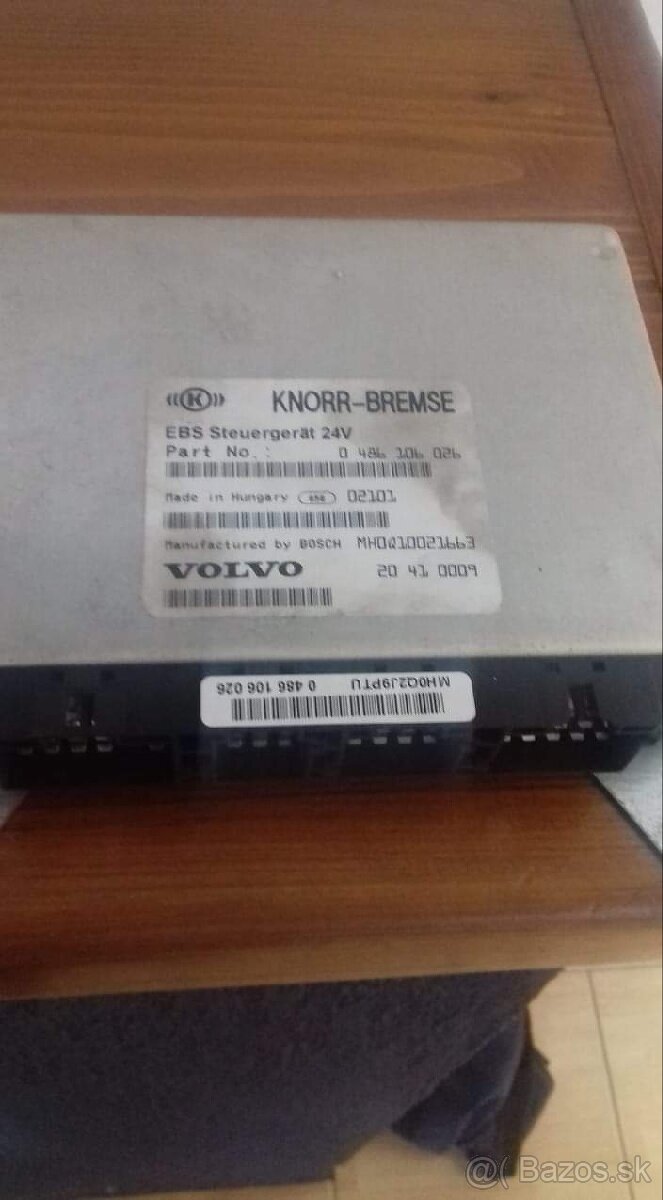 K KNORR-BREMSE
EBS Steuergerät 24V
Part No.: 0 486 106 026
Made in Hungary 02101
Manufactured by BOSCH MH0Q10021663
VOLVO 20 41 0009
MH0Q2J9PTU 0 486 106 026
@ Bazos.sk